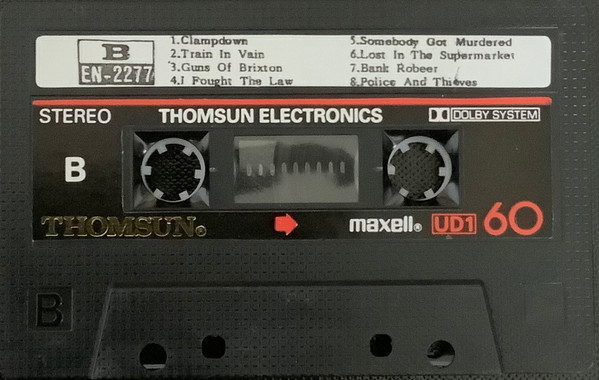 B
EN-2277
1.Clampdown
2.Train In Vain
3.Guns Of Brixton
4.I Fought The Law
5.Somebody Got Murdered
6.Lost In The Supermarket
7.Bank Robeer
8.Police And Thieves
STEREO
THOMSUN ELECTRONICS
DOLBY SYSTEM
B
THOMSUN®
maxell® UD1 60
B